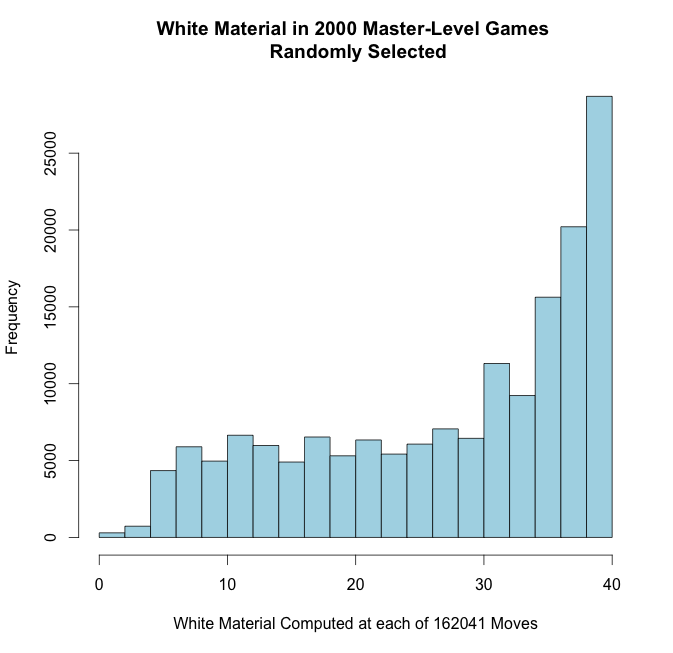 White Material in 2000 Master-Level Games
Randomly Selected
Frequency
25000
20000
15000
10000
5000
0
0 10 20 30 40
White Material Computed at each of 162041 Moves